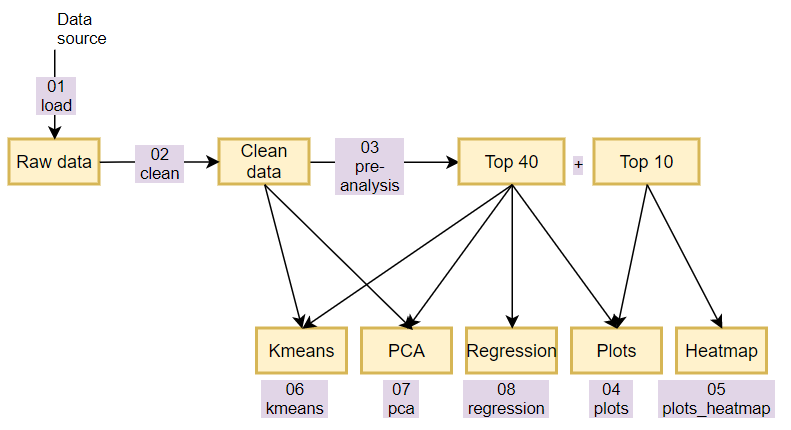 Data
source
01
load
Raw data
02
clean
Clean
data
03
pre-
analysis
Top 40
+
Top 10
Kmeans
PCA
Regression
Plots
Heatmap
06
kmeans
07
pca
08
regression
04
plots
05
plots_heatmap